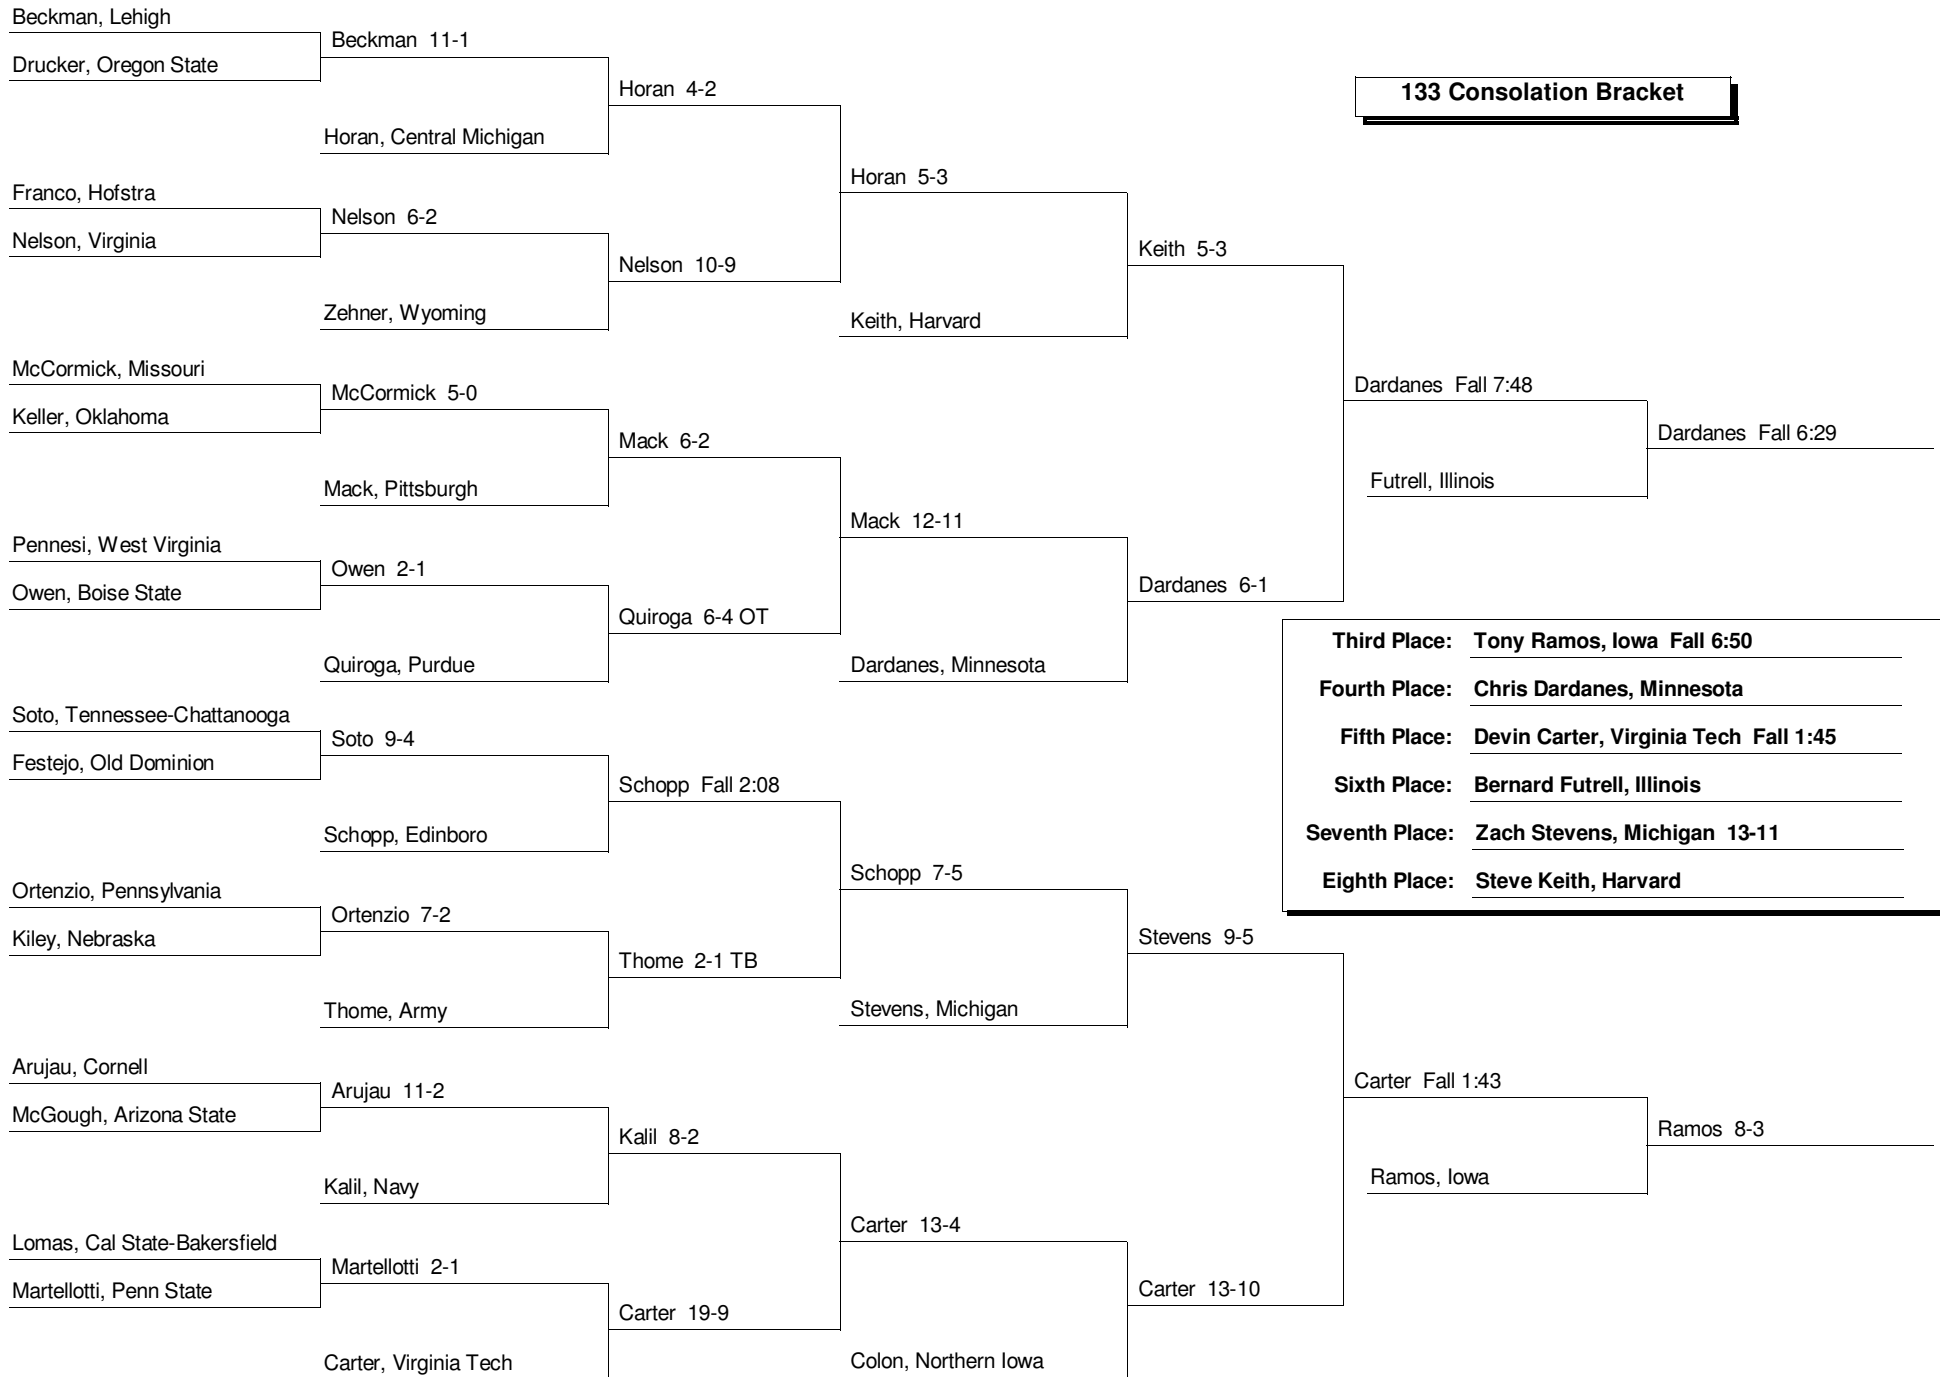 Beckman, Lehigh
Drucker, Oregon State
Franco, Hofstra
Nelson, Virginia
McCormick, Missouri
Keller, Oklahoma
Pennesi, West Virginia
Owen, Boise State
Soto, Tennessee-Chattanooga
Festejo, Old Dominion
Ortenzio, Pennsylvania
Kiley, Nebraska
Arujau, Cornell
McGough, Arizona State
Lomas, Cal State-Bakersfield
Martellotti, Penn State
Beckman 11-1
Horan, Central Michigan
Nelson 6-2
Zehner, Wyoming
McCormick 5-0
Mack, Pittsburgh
Owen 2-1
Quiroga, Purdue
Soto 9-4
Schopp, Edinboro
Ortenzio 7-2
Thome, Army
Arujau 11-2
Kalil, Navy
Martellotti 2-1
Carter, Virginia Tech
Horan 4-2
Nelson 10-9
Mack 6-2
Quiroga 6-4 OT
Schopp Fall 2:08
Thome 2-1 TB
Kalil 8-2
Carter 19-9
Horan 5-3
Keith, Harvard
Mack 12-11
Dardanes, Minnesota
Schopp 7-5
Stevens, Michigan
Carter 13-4
Colon, Northern Iowa
Keith 5-3
Dardanes 6-1
Stevens 9-5
Carter 13-10
133 Consolation Bracket
Dardanes Fall 7:48
Futrell, Illinois
Dardanes Fall 6:29
Third Place: Tony Ramos, Iowa Fall 6:50
Fourth Place: Chris Dardanes, Minnesota
Fifth Place: Devin Carter, Virginia Tech Fall 1:45
Sixth Place: Bernard Futrell, Illinois
Seventh Place: Zach Stevens, Michigan 13-11
Eighth Place: Steve Keith, Harvard
Carter Fall 1:43
Ramos, Iowa
Ramos 8-3